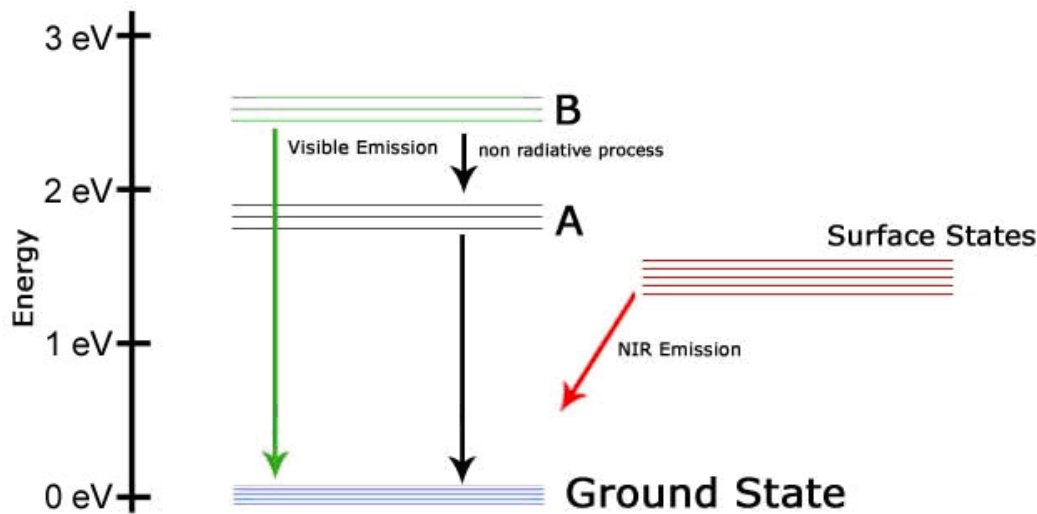 3 eV
B
Visible Emission
non radiative process
2 eV
A
Surface States
Energy
1 eV
NIR Emission
0 eV
Ground State